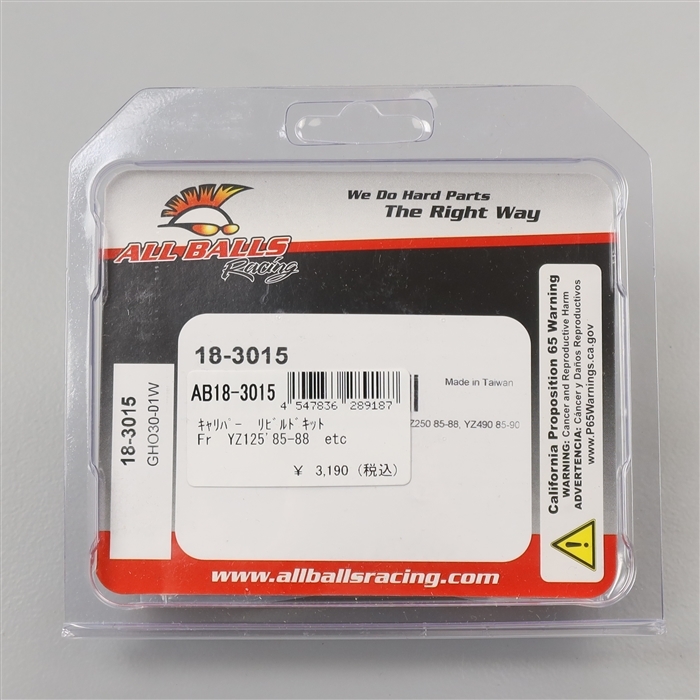 We Do Hard Parts
The Right Way
ALL BALLS
Racing
18-3015
GHO30-01W
18-3015
Made in Taiwan
YZ250 85-88, YZ490 85-90
AB18-3015
4 547836 289187
ｷｬﾘﾊﾟｰ ﾘﾋﾞﾙﾄﾞｷｯﾄ
Fr YZ125'85-88 etc
¥ 3,190 (税込)
California Proposition 65 Warning
WARNING: Cancer and Reproductive Harm
ADVERTENCIA: Cáncer y Daños Reproductivos
www.P65Warnings.ca.gov
www.allballsracing.com